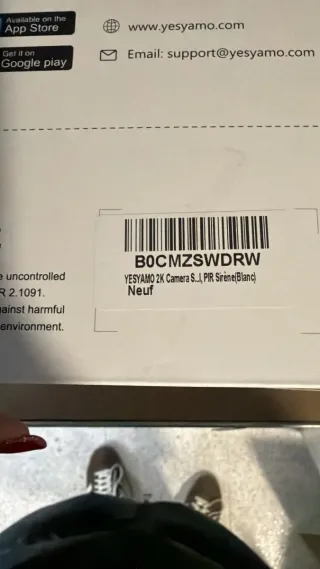 Available on the
App Store
www.yesyamo.com
Get it on
Google play
Email: support@yesyamo.com
B0CMZSWDRW
YESYAMO 2K Camera S...l, PIR Sirène(Blanc)
Neuf
e uncontrolled
R 2.1091.
ainst harmful
environment.